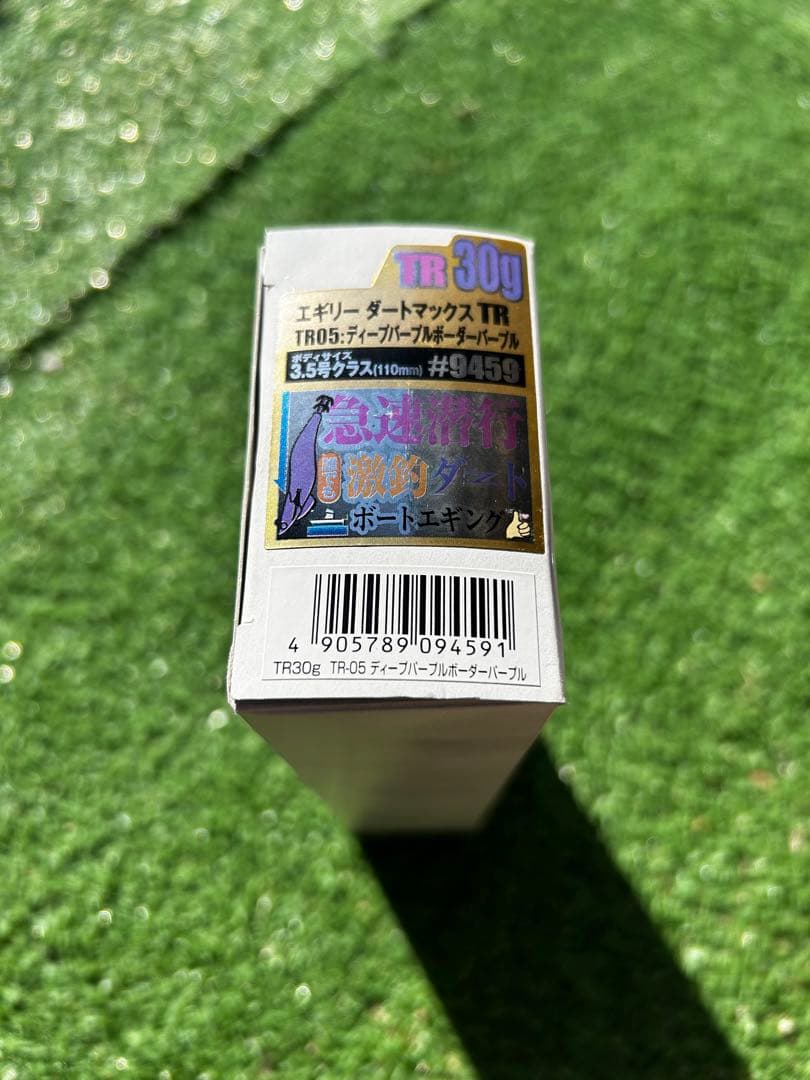 TR 30g
エギリー ダートマックス TR
TR05:ディープパープルボーダーパープル
ボディサイズ
3.5号クラス(110mm) #9459
急速潜行
激釣ダート
ボートエギング
4 905789 094591
TR30g TR-05 ディープパープルボーダーパープル